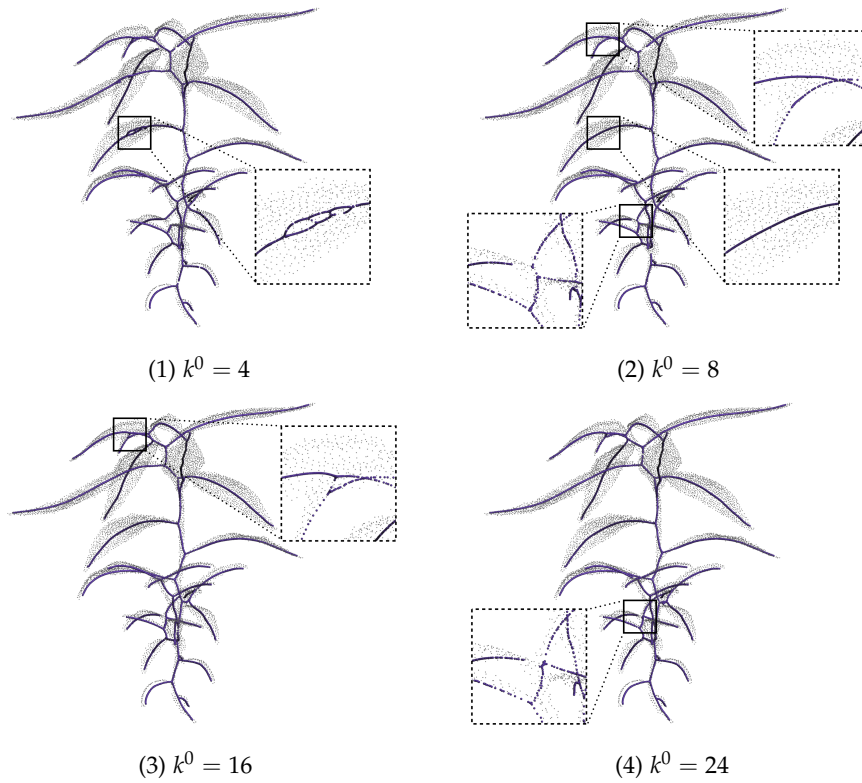 (1) k⁰ = 4
(2) k⁰ = 8
(3) k⁰ = 16
(4) k⁰ = 24